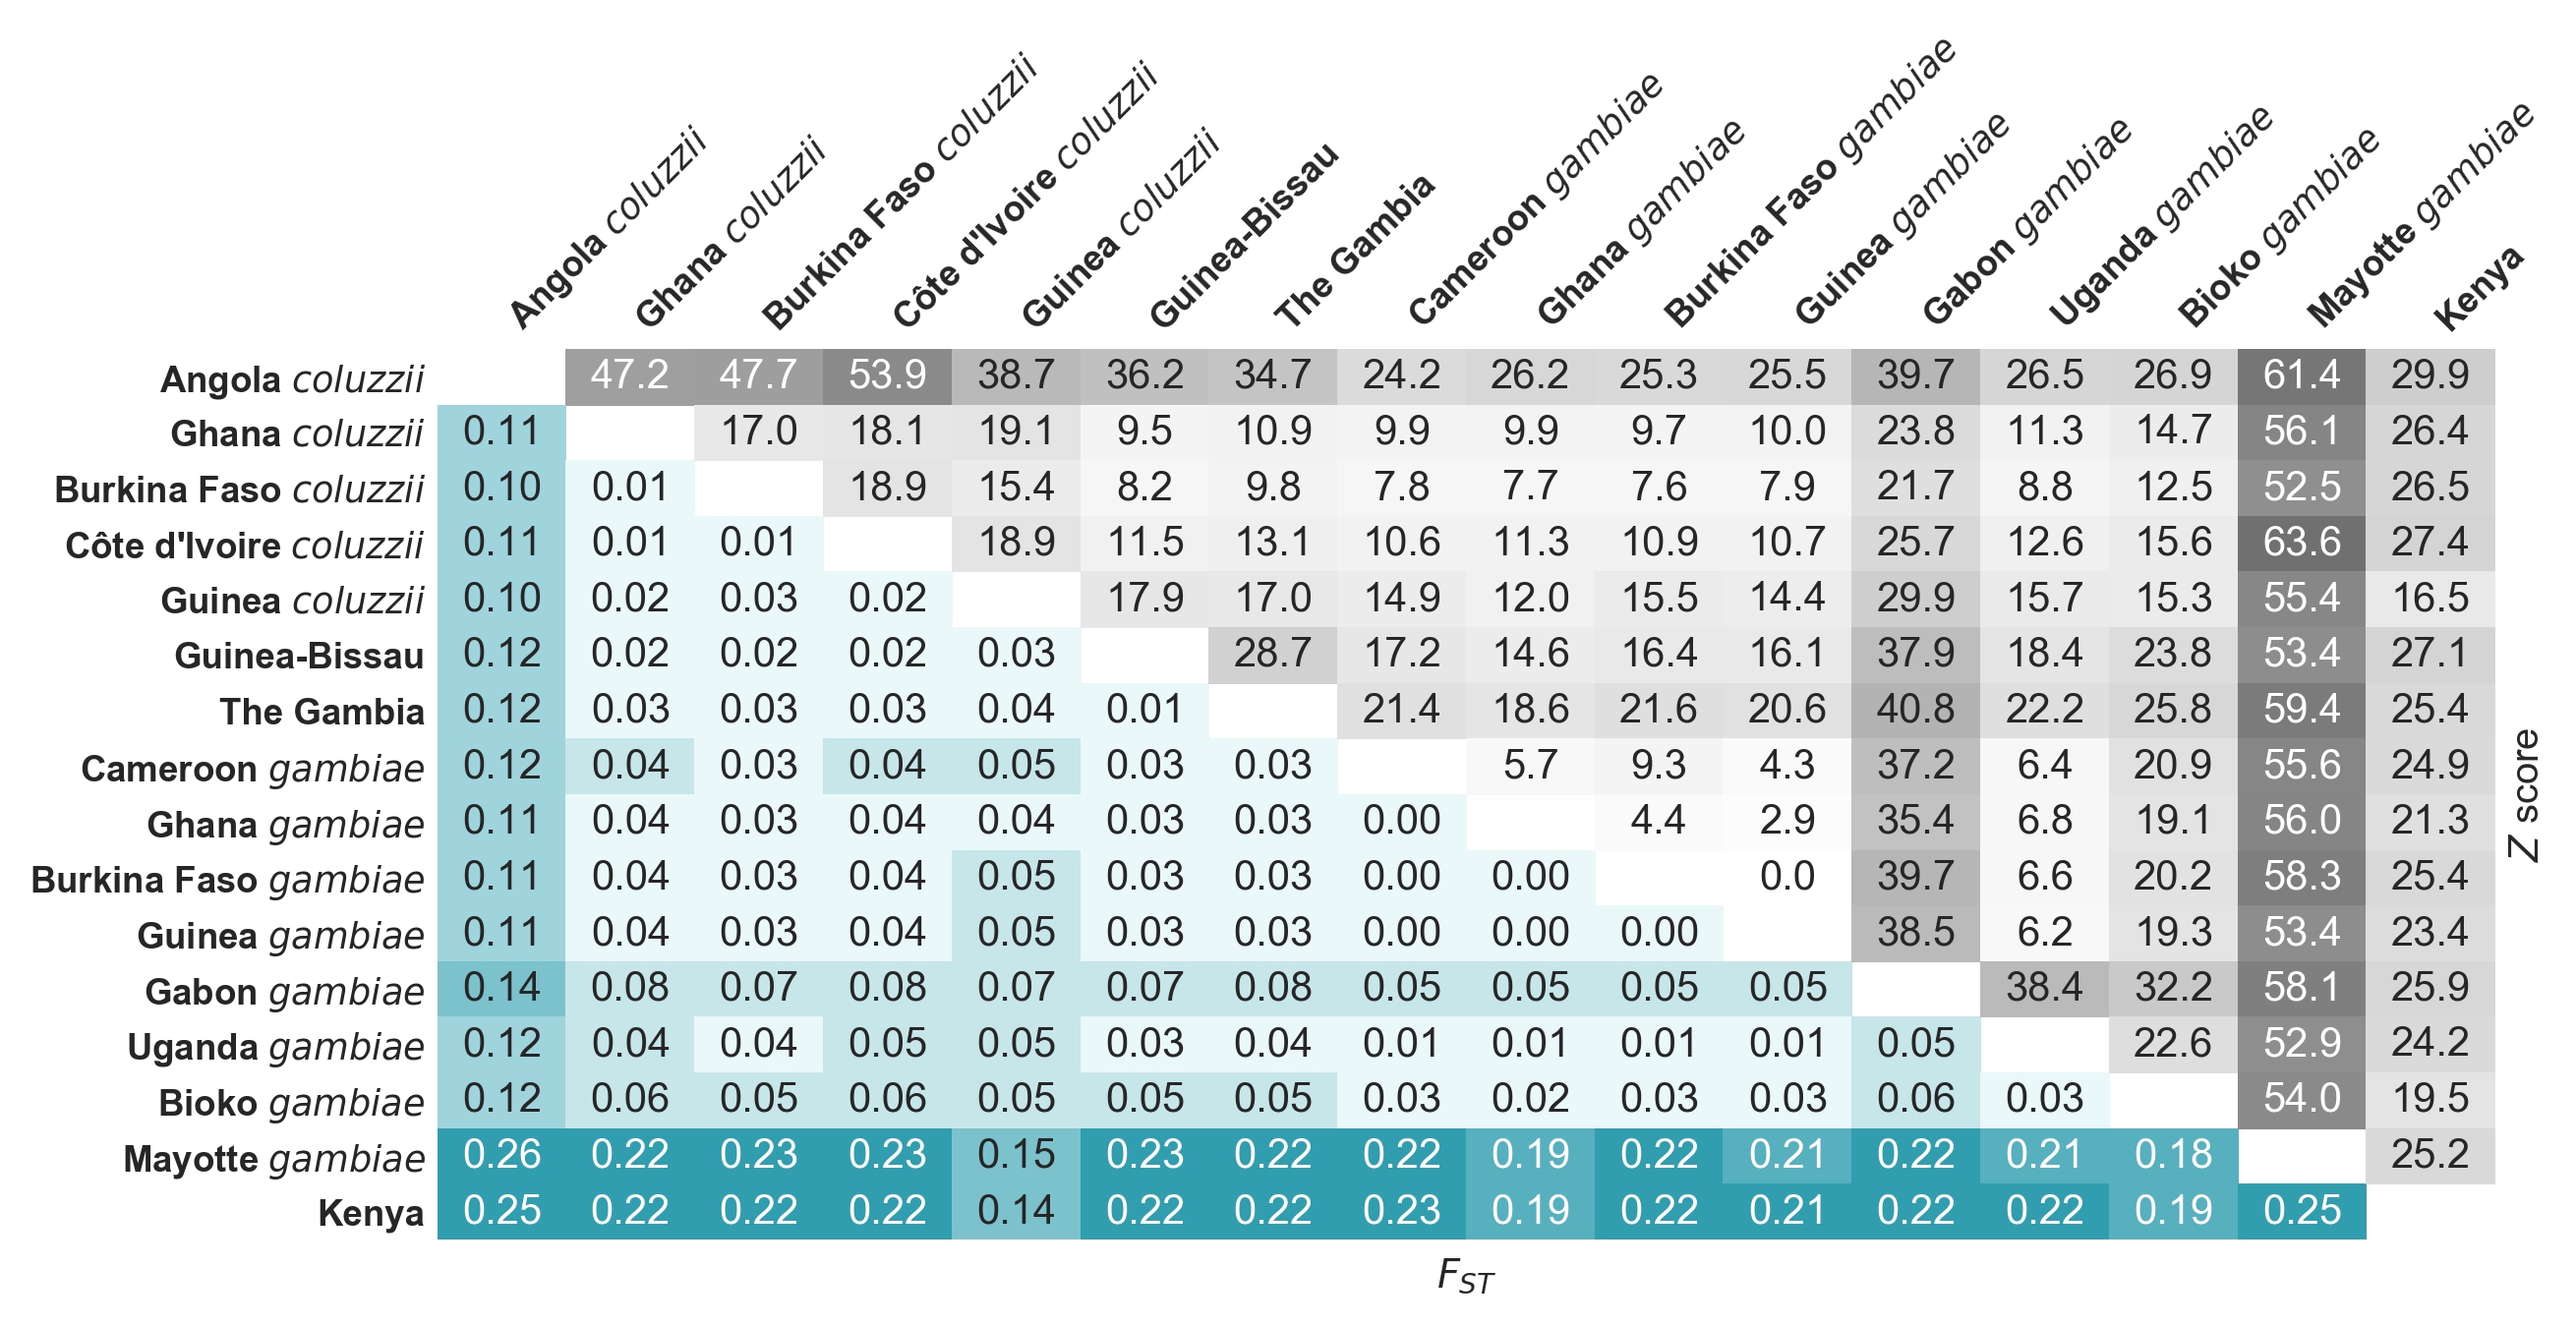 Angola coluzzii
Ghana coluzzii
Burkina Faso coluzzii
Côte d'Ivoire coluzzii
Guinea coluzzii
Guinea-Bissau
The Gambia
Cameroon gambiae
Ghana gambiae
Burkina Faso gambiae
Guinea gambiae
Gabon gambiae
Uganda gambiae
Bioko gambiae
Mayotte gambiae
Kenya
Angola coluzzii 47.2 47.7 53.9 38.7 36.2 34.7 24.2 26.2 25.3 25.5 39.7 26.5 26.9 61.4 29.9
Ghana coluzzii 0.11 17.0 18.1 19.1 9.5 10.9 9.9 9.9 9.7 10.0 23.8 11.3 14.7 56.1 26.4
Burkina Faso coluzzii 0.10 0.01 18.9 15.4 8.2 9.8 7.8 7.7 7.6 7.9 21.7 8.8 12.5 52.5 26.5
Côte d'Ivoire coluzzii 0.11 0.01 0.01 18.9 11.5 13.1 10.6 11.3 10.9 10.7 25.7 12.6 15.6 63.6 27.4
Guinea coluzzii 0.10 0.02 0.03 0.02 17.9 17.0 14.9 12.0 15.5 14.4 29.9 15.7 15.3 55.4 16.5
Guinea-Bissau 0.12 0.02 0.02 0.02 0.03 28.7 17.2 14.6 16.4 16.1 37.9 18.4 23.8 53.4 27.1
The Gambia 0.12 0.03 0.03 0.03 0.04 0.01 21.4 18.6 21.6 20.6 40.8 22.2 25.8 59.4 25.4
Cameroon gambiae 0.12 0.04 0.03 0.04 0.05 0.03 0.03 5.7 9.3 4.3 37.2 6.4 20.9 55.6 24.9
Ghana gambiae 0.11 0.04 0.03 0.04 0.04 0.03 0.03 0.00 4.4 2.9 35.4 6.8 19.1 56.0 21.3
Burkina Faso gambiae 0.11 0.04 0.03 0.04 0.05 0.03 0.03 0.00 0.00 0.0 39.7 6.6 20.2 58.3 25.4
Guinea gambiae 0.11 0.04 0.03 0.04 0.05 0.03 0.03 0.00 0.00 0.00 38.5 6.2 19.3 53.4 23.4
Gabon gambiae 0.14 0.08 0.07 0.08 0.07 0.07 0.08 0.05 0.05 0.05 0.05 38.4 32.2 58.1 25.9
Uganda gambiae 0.12 0.04 0.04 0.05 0.05 0.03 0.04 0.01 0.01 0.01 0.01 0.05 22.6 52.9 24.2
Bioko gambiae 0.12 0.06 0.05 0.06 0.05 0.05 0.05 0.03 0.02 0.03 0.03 0.06 0.03 54.0 19.5
Mayotte gambiae 0.26 0.22 0.23 0.23 0.15 0.23 0.22 0.22 0.19 0.22 0.21 0.22 0.21 0.18 25.2
Kenya 0.25 0.22 0.22 0.22 0.14 0.22 0.22 0.23 0.19 0.22 0.21 0.22 0.22 0.19 0.25
Z score
F_ST